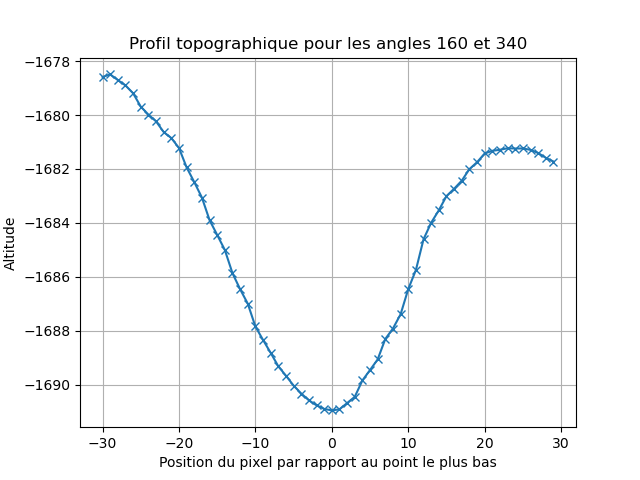 Profil topographique pour les angles 160 et 340
Altitude
−1678
−1680
−1682
−1684
−1686
−1688
−1690
−30 −20 −10 0 10 20 30
Position du pixel par rapport au point le plus bas